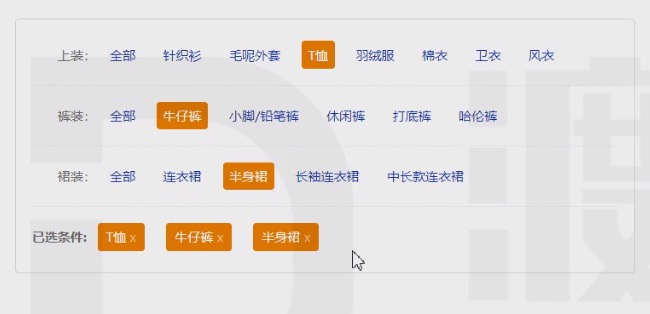 上装： 全部 针织衫 毛呢外套 T恤 羽绒服 棉衣 卫衣 风衣
裤装： 全部 牛仔裤 小脚/铅笔裤 休闲裤 打底裤 哈伦裤
裙装： 全部 连衣裙 半身裙 长袖连衣裙 中长款连衣裙
已选条件: T恤 x 牛仔裤 x 半身裙 x